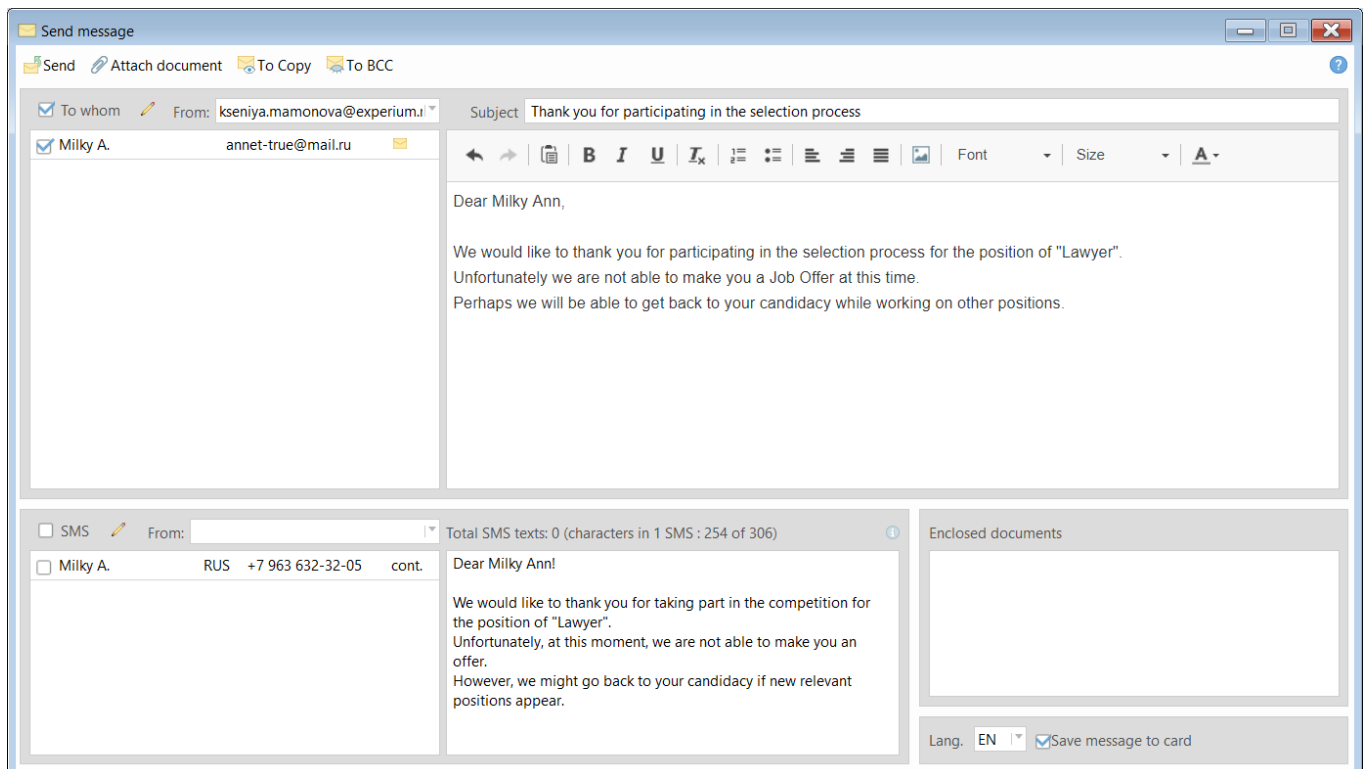 Send message
Send Attach document To Copy To BCC
To whom From: kseniya.mamonova@experium.r
Subject Thank you for participating in the selection process
Milky A. annet-true@mail.ru
B I U Tx Font Size A
Dear Milky Ann,
We would like to thank you for participating in the selection process for the position of "Lawyer".
Unfortunately we are not able to make you a Job Offer at this time.
Perhaps we will be able to get back to your candidacy while working on other positions.
SMS From:
Total SMS texts: 0 (characters in 1 SMS : 254 of 306)
Milky A. RUS +7 963 632-32-05 cont.
Dear Milky Ann!
We would like to thank you for taking part in the competition for
the position of "Lawyer".
Unfortunately, at this moment, we are not able to make you an
offer.
However, we might go back to your candidacy if new relevant
positions appear.
Enclosed documents
Lang. EN Save message to card